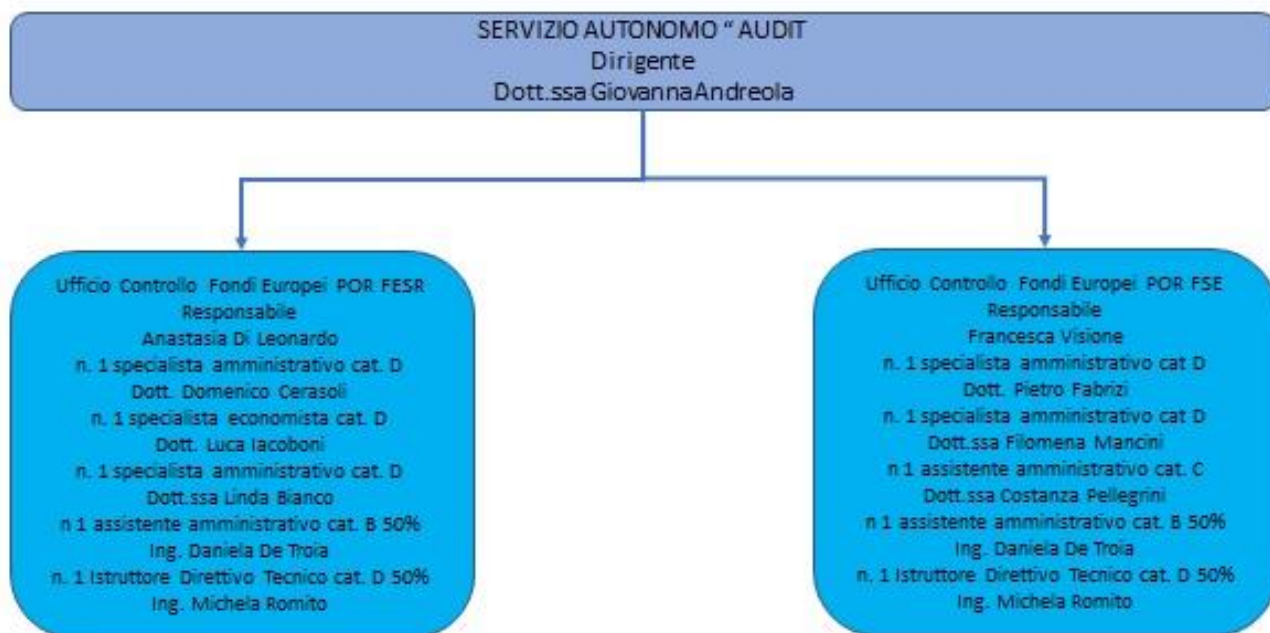 SERVIZIO AUTONOMO “ AUDIT
Dirigente
Dott.ssa GiovannaAndreola
Ufficio Controllo Fondi Europei POR FESR
Responsabile
Anastasia Di Leonardo
n. 1 specialista amministrativo cat. D
Dott. Domenico Cerasoli
n. 1 specialista economista cat. D
Dott. Luca Iacoboni
n. 1 specialista amministrativo cat. D
Dott.ssa Linda Bianco
n 1 assistente amministrativo cat. B 50%
Ing. Daniela De Troia
n. 1 Istruttore Direttivo Tecnico cat. D 50%
Ing. Michela Romito
Ufficio Controllo Fondi Europei POR FSE
Responsabile
Francesca Visione
n. 1 specialista amministrativo cat D
Dott. Pietro Fabrizi
n. 1 specialista amministrativo cat D
Dott.ssa Filomena Mancini
n 1 assistente amministrativo cat. C
Dott.ssa Costanza Pellegrini
n 1 assistente amministrativo cat. B 50%
Ing. Daniela De Troia
n. 1 Istruttore Direttivo Tecnico cat. D 50%
Ing. Michela Romito